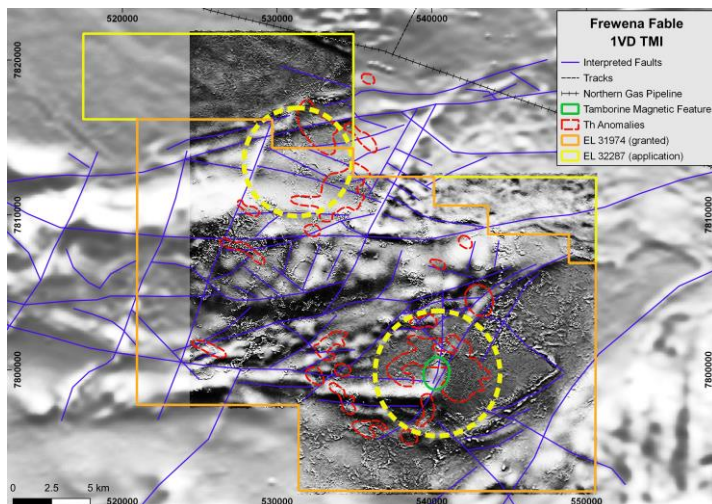 520000
530000
540000
Frewena Fable
1VD TMI
Interpreted Faults
Tracks
Northern Gas Pipeline
Tamborine Magnetic Feature
Th Anomalies
EL 31974 (granted)
EL 32287 (application)
7820000
7820000
7810000
7810000
7800000
7800000
0 2.5 5 km
520000
530000
540000
550000